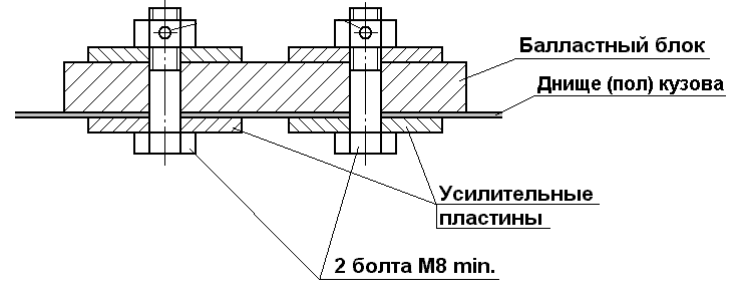 Балластный блок
Днище (пол) кузова
Усилительные
пластины
2 болта М8 min.